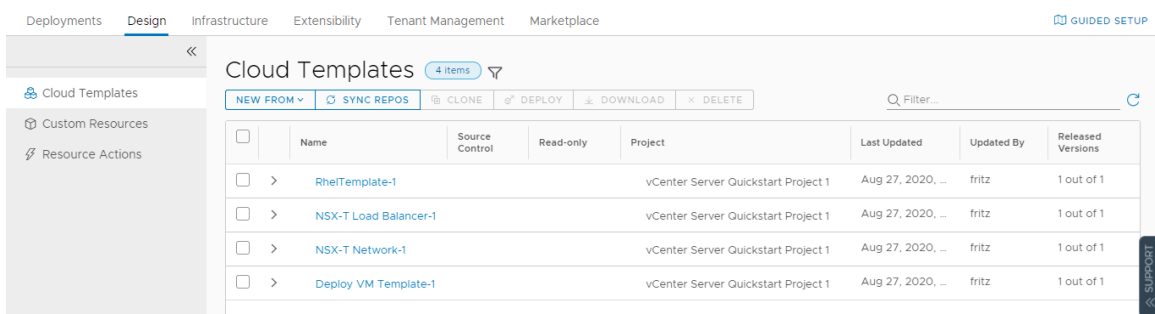 Deployments Design Infrastructure Extensibility Tenant Management Marketplace GUIDED SETUP
Cloud Templates
Custom Resources
Resource Actions
Cloud Templates 4 items
NEW FROM SYNC REPOS CLONE DEPLOY DOWNLOAD DELETE Filter...
Name Source Control Read-only Project Last Updated Updated By Released Versions
RhelTemplate-1 vCenter Server Quickstart Project 1 Aug 27, 2020, ... fritz 1 out of 1
NSX-T Load Balancer-1 vCenter Server Quickstart Project 1 Aug 27, 2020, ... fritz 1 out of 1
NSX-T Network-1 vCenter Server Quickstart Project 1 Aug 27, 2020, ... fritz 1 out of 1
Deploy VM Template-1 vCenter Server Quickstart Project 1 Aug 27, 2020, ... fritz 1 out of 1
SUPPORT